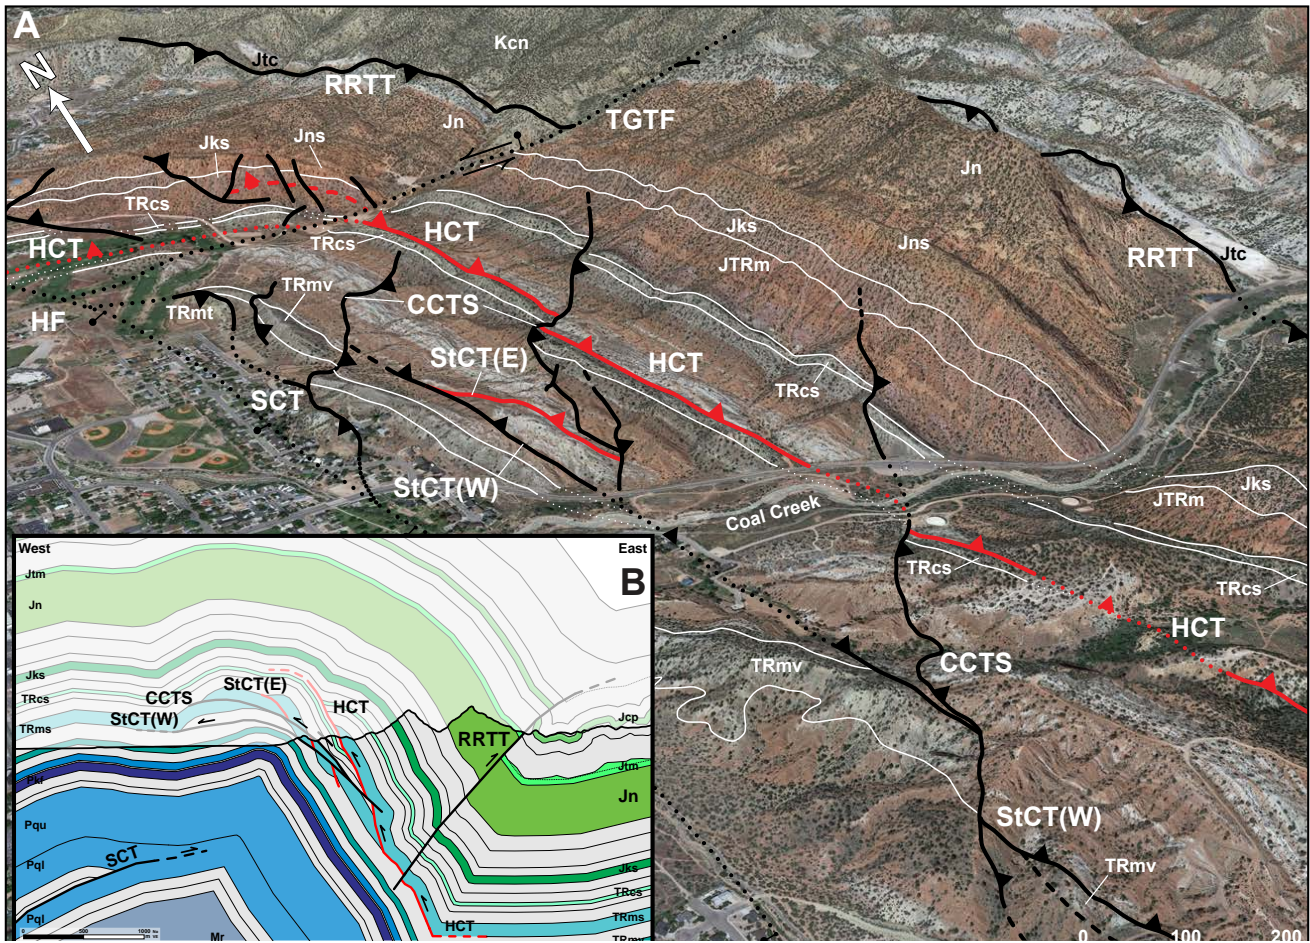 A
N
Kcn
Jtc
RRTT
Jn
TGTF
Jks
Jns
TRcs
Jn
HCT
TRcs
HCT
Jks
JTRm
Jns
RRTT
Jtc
TRmv
CCTS
TRmt
HF
StCT(E)
HCT
TRcs
SCT
StCT(W)
Coal Creek
Jks
JTRm
TRcs
TRcs
HCT
TRmv
CCTS
StCT(W)
TRmv
0 100 200
West
East
B
Jtm
Jn
Jks
TRcs
TRms
CCTS
StCT(E)
StCT(W)
HCT
RRTT
Jcp
Jtm
Jn
Pqu
SCT
Pql
Pql
Mr
Jks
TRcs
TRms
HCT
0 500 1000